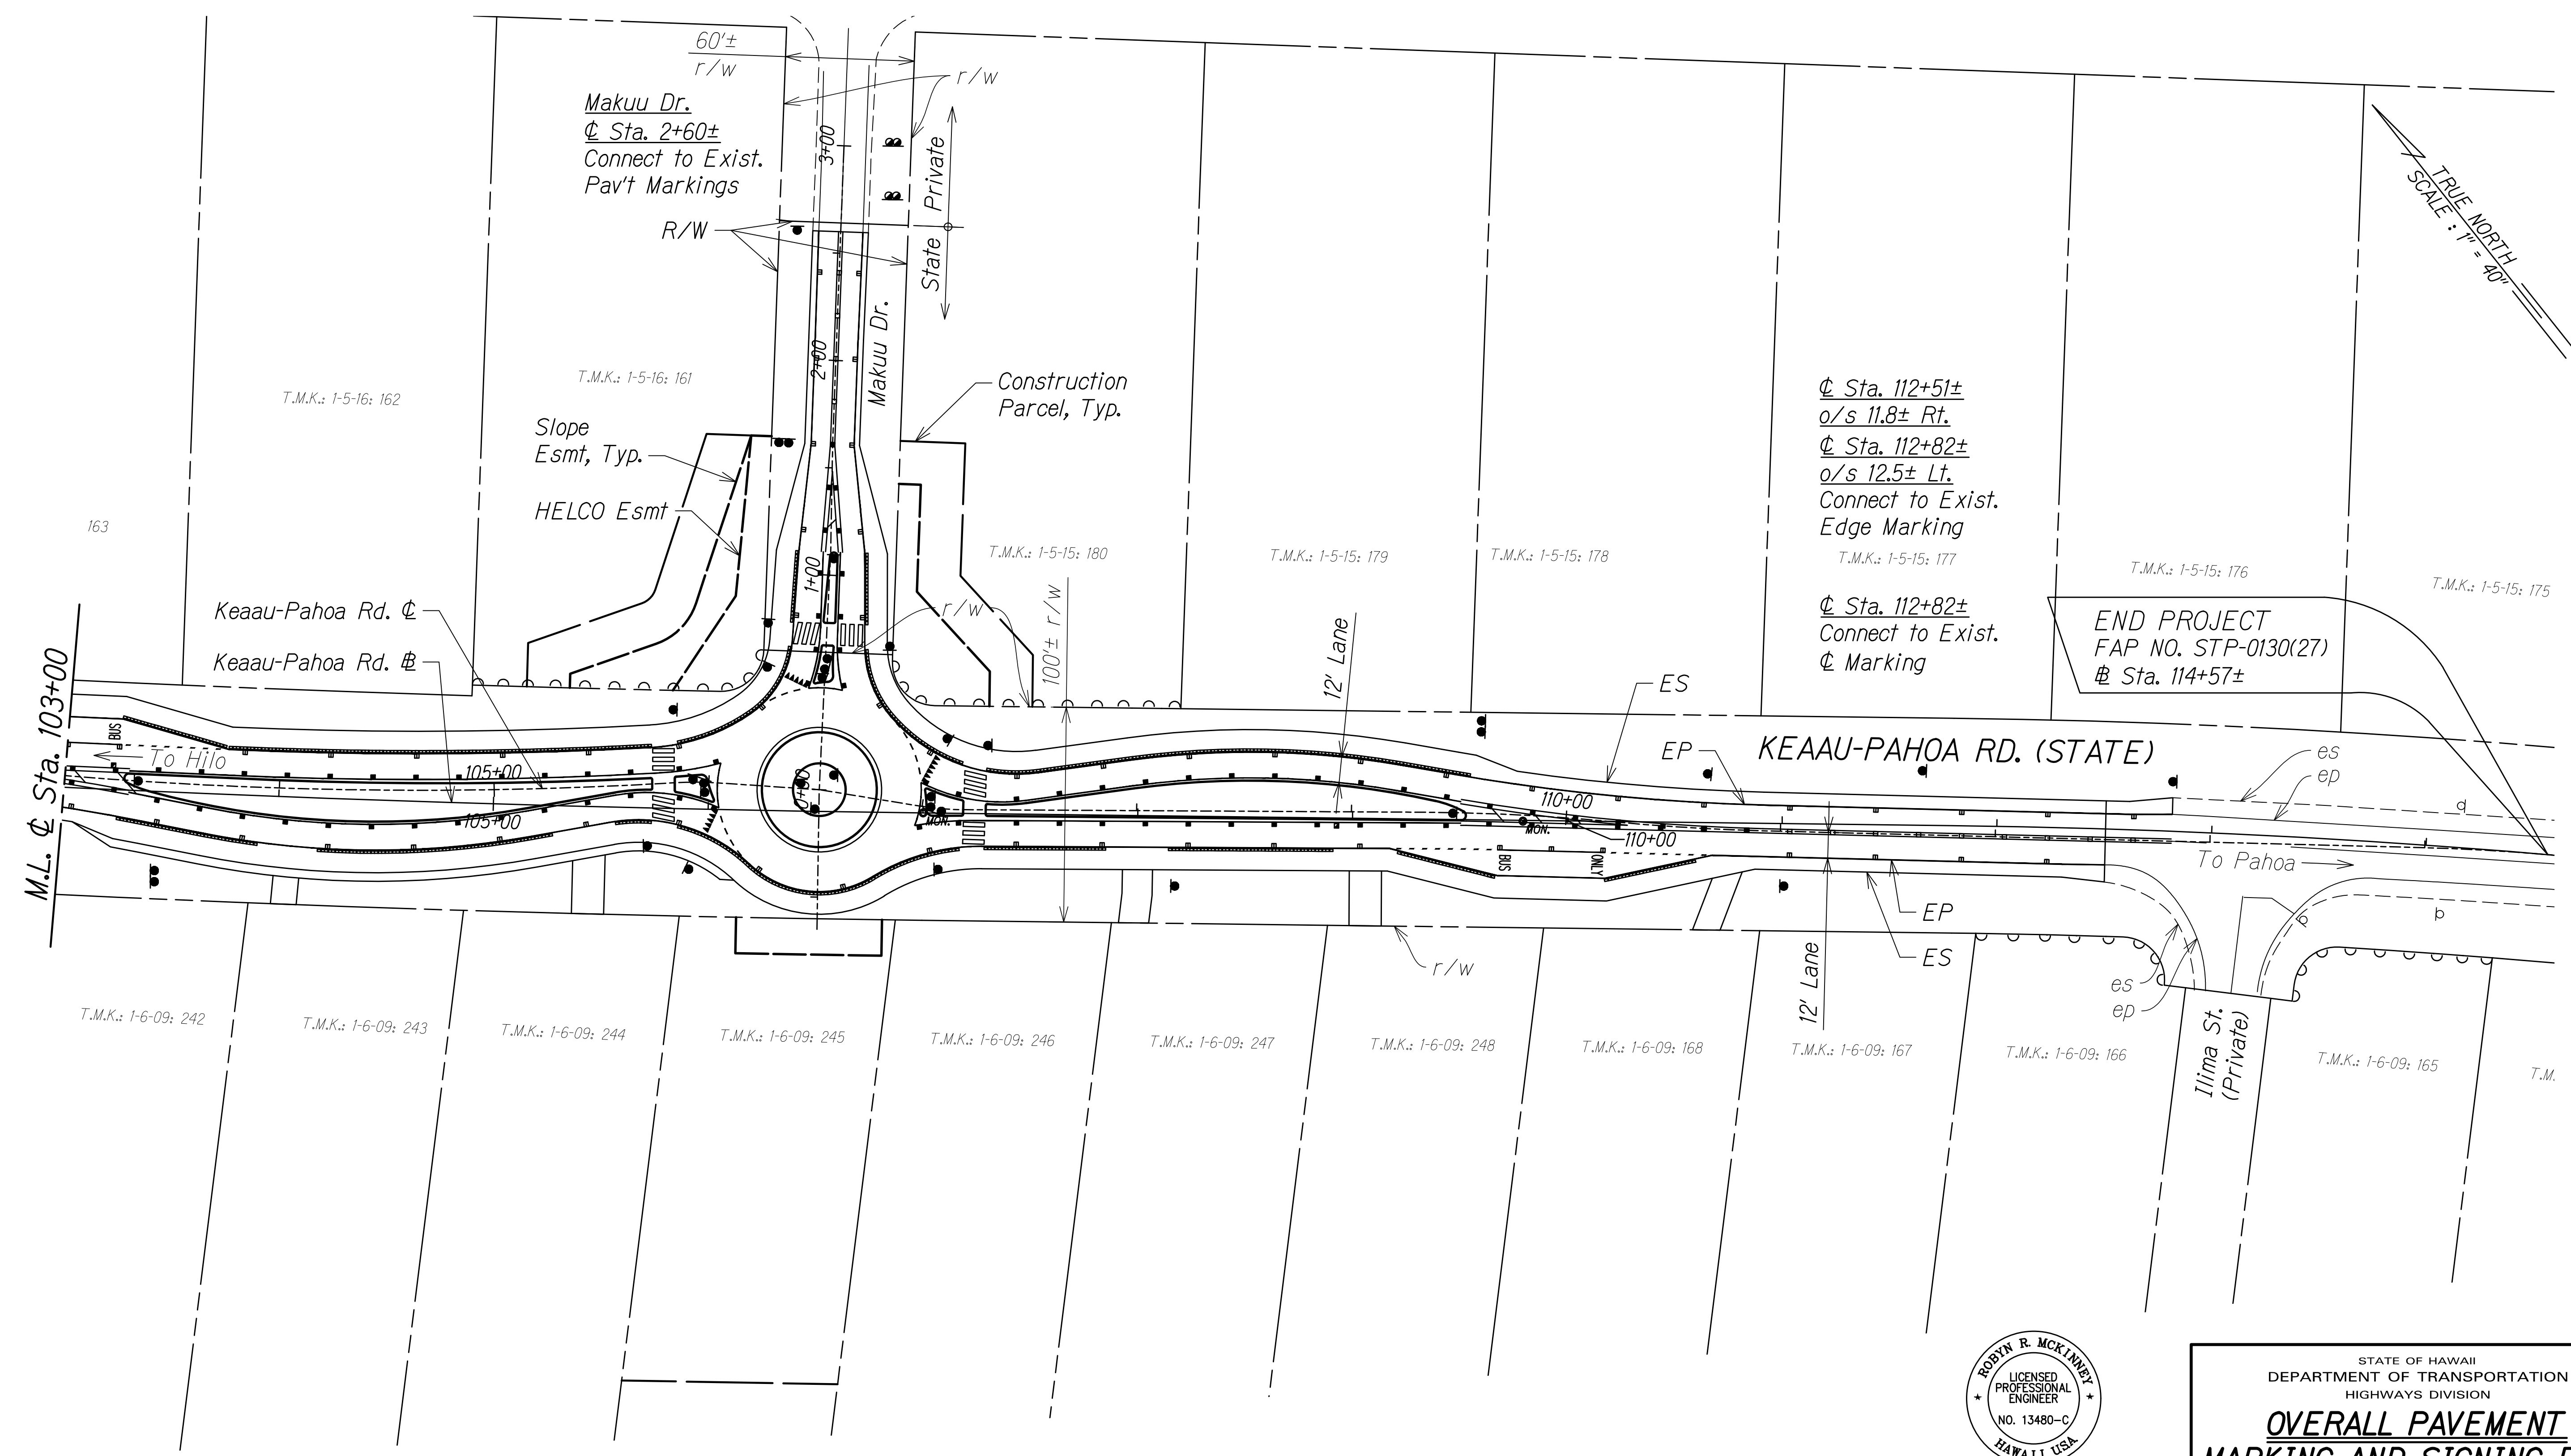 60'±
r/w
r/w
Makuu Dr.
℄ Sta. 2+60±
Connect to Exist.
Pav't Markings
3+00
Private
State
R/W
TRUE NORTH
SCALE : 1" = 40"
2+00
Makuu Dr.
T.M.K.: 1-5-16: 162
T.M.K.: 1-5-16: 161
Construction
Parcel, Typ.
Slope
Esmt, Typ.
HELCO Esmt
℄ Sta. 112+51±
o/s 11.8± Rt.
℄ Sta. 112+82±
o/s 12.5± Lt.
Connect to Exist.
Edge Marking
163
T.M.K.: 1-5-15: 180
T.M.K.: 1-5-15: 179
T.M.K.: 1-5-15: 178
T.M.K.: 1-5-15: 177
T.M.K.: 1-5-15: 176
T.M.K.: 1-5-15: 175
1+00
r/w
100'± r/w
12' Lane
℄ Sta. 112+82±
Connect to Exist.
℄ Marking
END PROJECT
FAP NO. STP-0130(27)
B Sta. 114+57±
Keaau-Pahoa Rd. ℄
Keaau-Pahoa Rd. B
M.L. ℄ Sta. 103+00
ES
EP
KEAAU-PAHOA RD. (STATE)
es
ep
BUS
To Hilo
105+00
105+00
0+00
MON.
MON.
110+00
110+00
BUS
ONLY
To Pahoa
EP
ES
12' Lane
r/w
es
ep
Ilima St.
(Private)
T.M.K.: 1-6-09: 242
T.M.K.: 1-6-09: 243
T.M.K.: 1-6-09: 244
T.M.K.: 1-6-09: 245
T.M.K.: 1-6-09: 246
T.M.K.: 1-6-09: 247
T.M.K.: 1-6-09: 248
T.M.K.: 1-6-09: 168
T.M.K.: 1-6-09: 167
T.M.K.: 1-6-09: 166
T.M.K.: 1-6-09: 165
T.M.
ROBYN R. MCKINNEY
LICENSED
PROFESSIONAL
ENGINEER
NO. 13480-C
HAWAII, USA
STATE OF HAWAII
DEPARTMENT OF TRANSPORTATION
HIGHWAYS DIVISION
OVERALL PAVEMENT
MARKING AND SIGNING